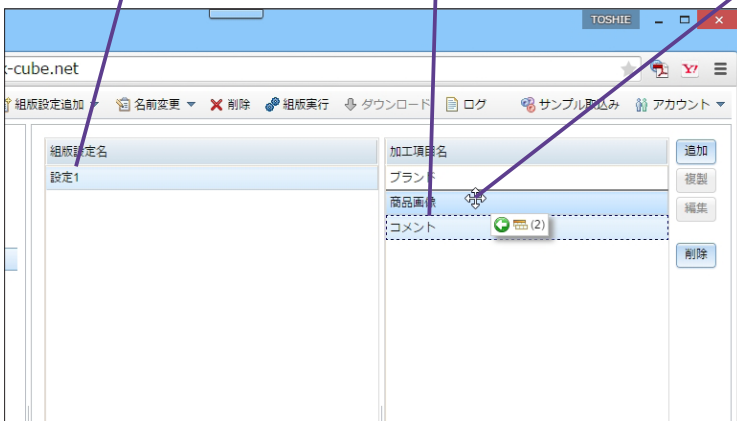 TOSHIE
x-cube.net
組版設定追加 名前変更 削除 組版実行 ダウンロード ログ サンプル取込み アカウント
組版設定名 加工項目名 追加
設定1 ブランド 複製
商品画像 編集
コメント (2)
削除